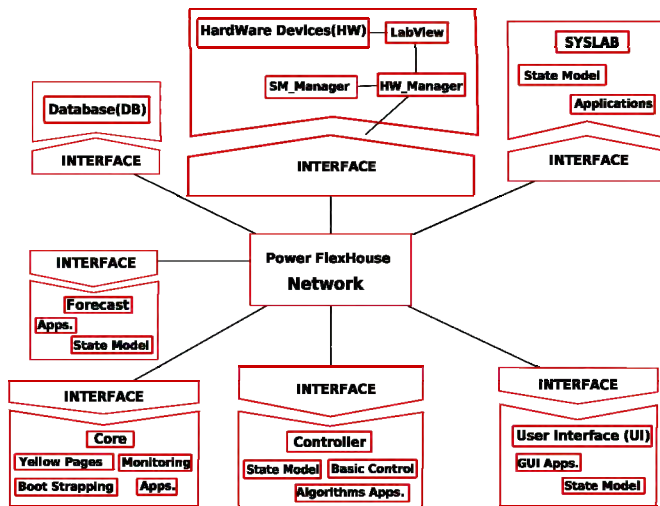 HardWare Devices(HW)
LabView
SM_Manager
HW_Manager
INTERFACE
SYSLAB
State Model
Applications
INTERFACE
Database(DB)
INTERFACE
Power FlexHouse
Network
INTERFACE
Forecast
Apps.
State Model
INTERFACE
Core
Yellow Pages
Monitoring
Boot Strapping
Apps.
INTERFACE
Controller
State Model
Basic Control
Algorithms Apps.
INTERFACE
User Interface (UI)
GUI Apps.
State Model